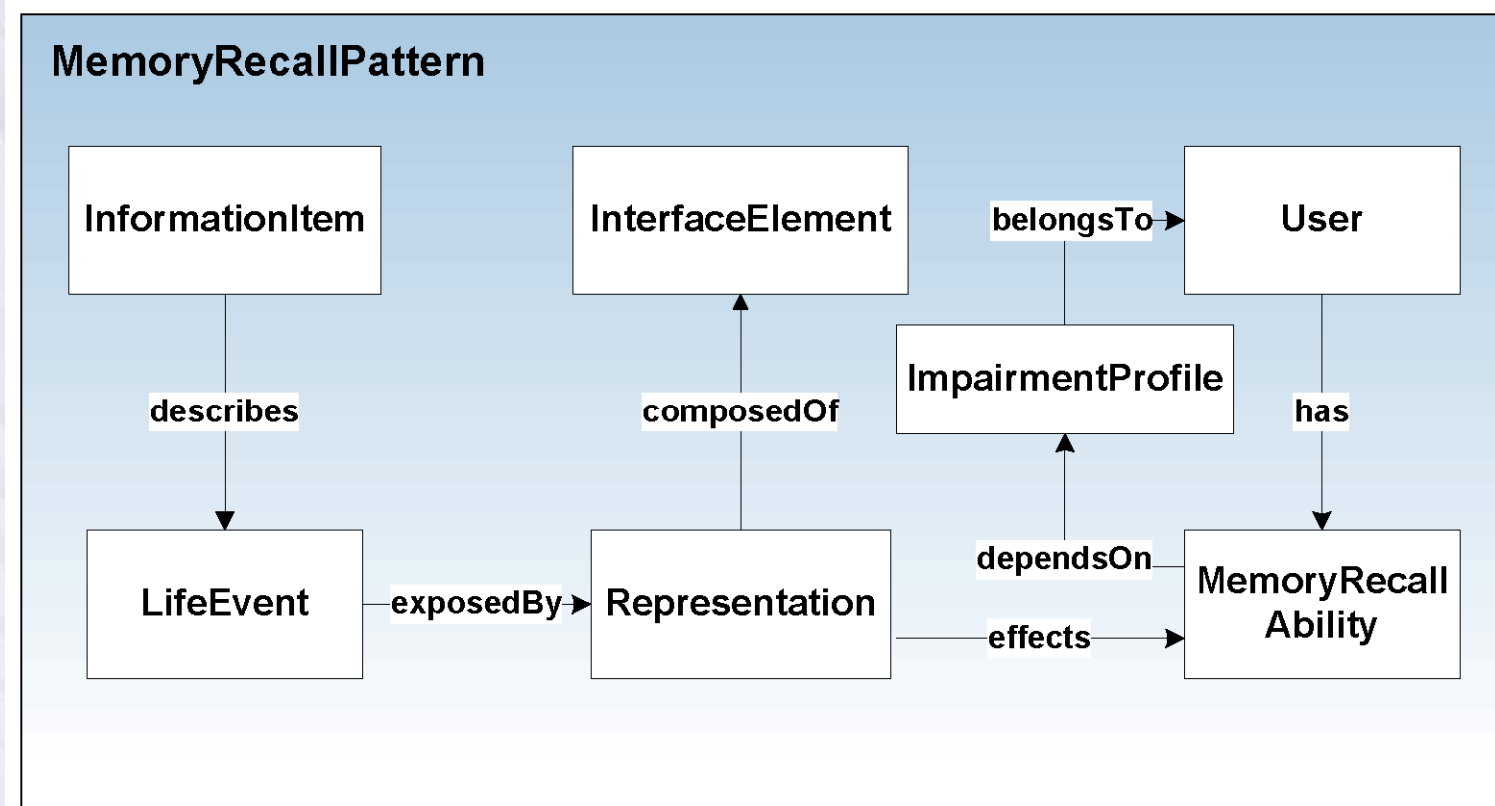 MemoryRecallPattern
InformationItem
InterfaceElement
belongsTo
User
ImpairmentProfile
describes
composedOf
has
LifeEvent
exposedBy
Representation
dependsOn
effects
MemoryRecall
Ability